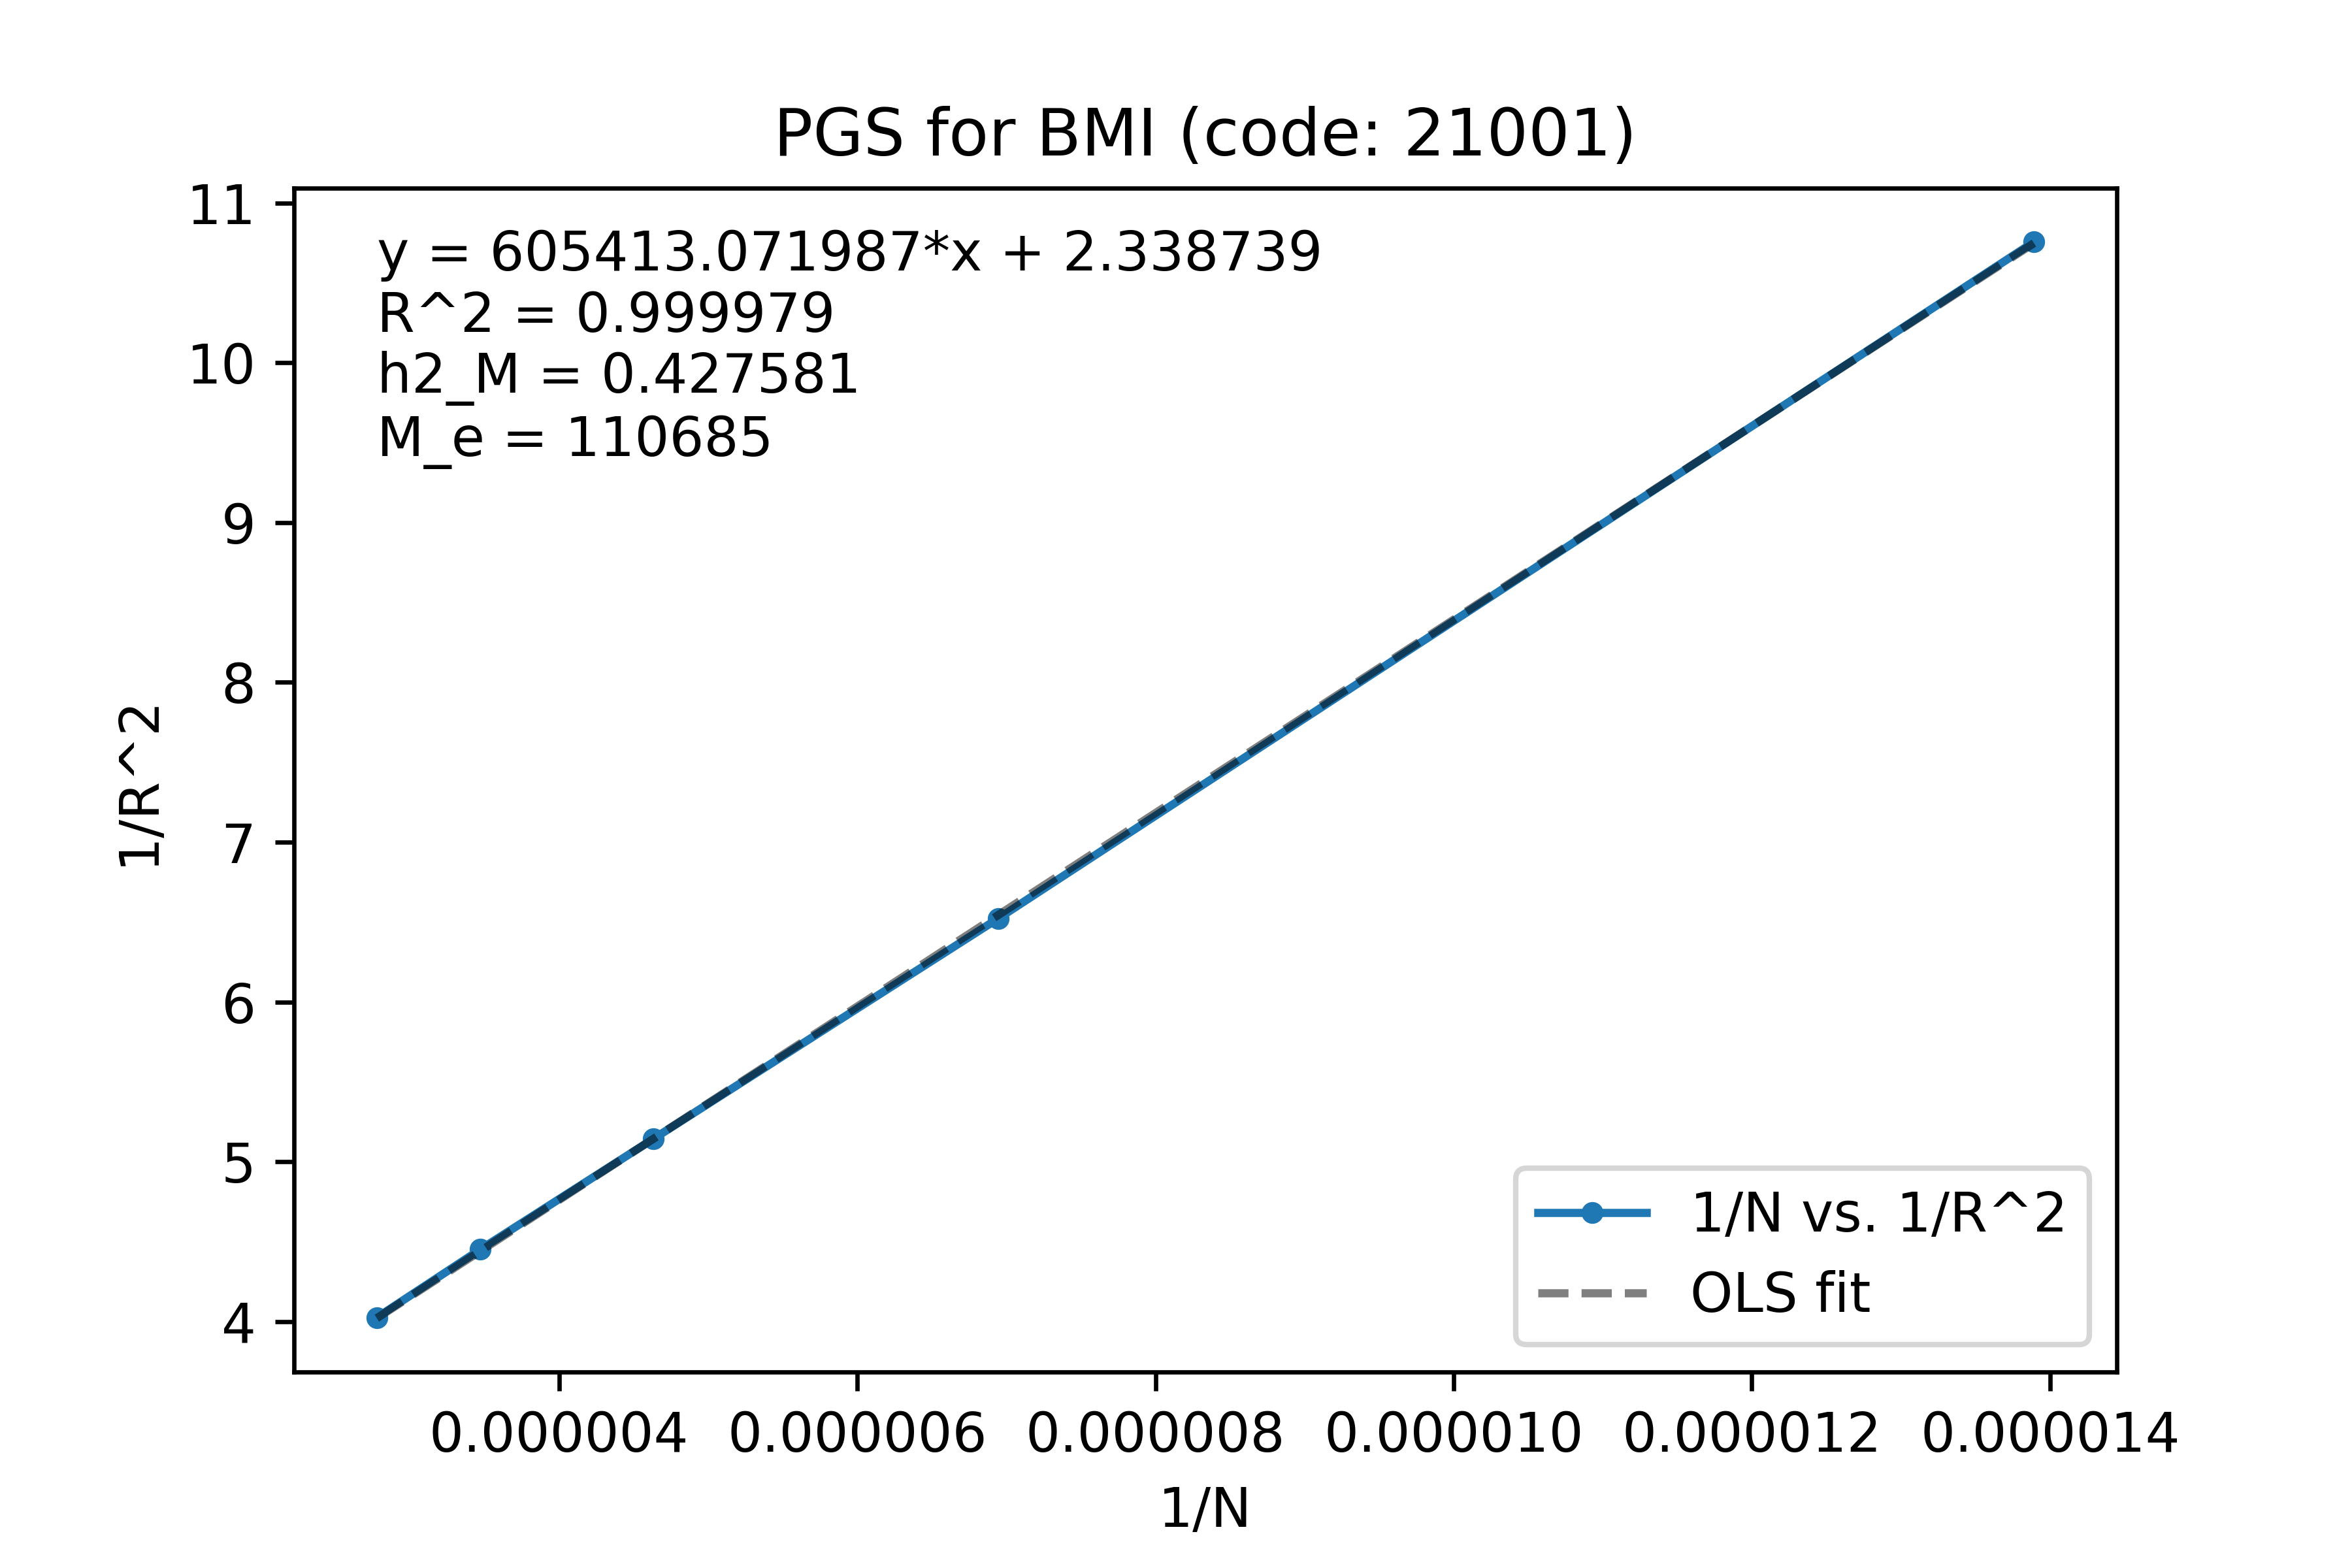 PGS for BMI (code: 21001)
11
10
9
8
7
6
5
4
1/R^2
y = 605413.071987*x + 2.338739
R^2 = 0.999979
h2_M = 0.427581
M_e = 110685
1/N vs. 1/R^2
OLS fit
0.000004 0.000006 0.000008 0.000010 0.000012 0.000014
1/N